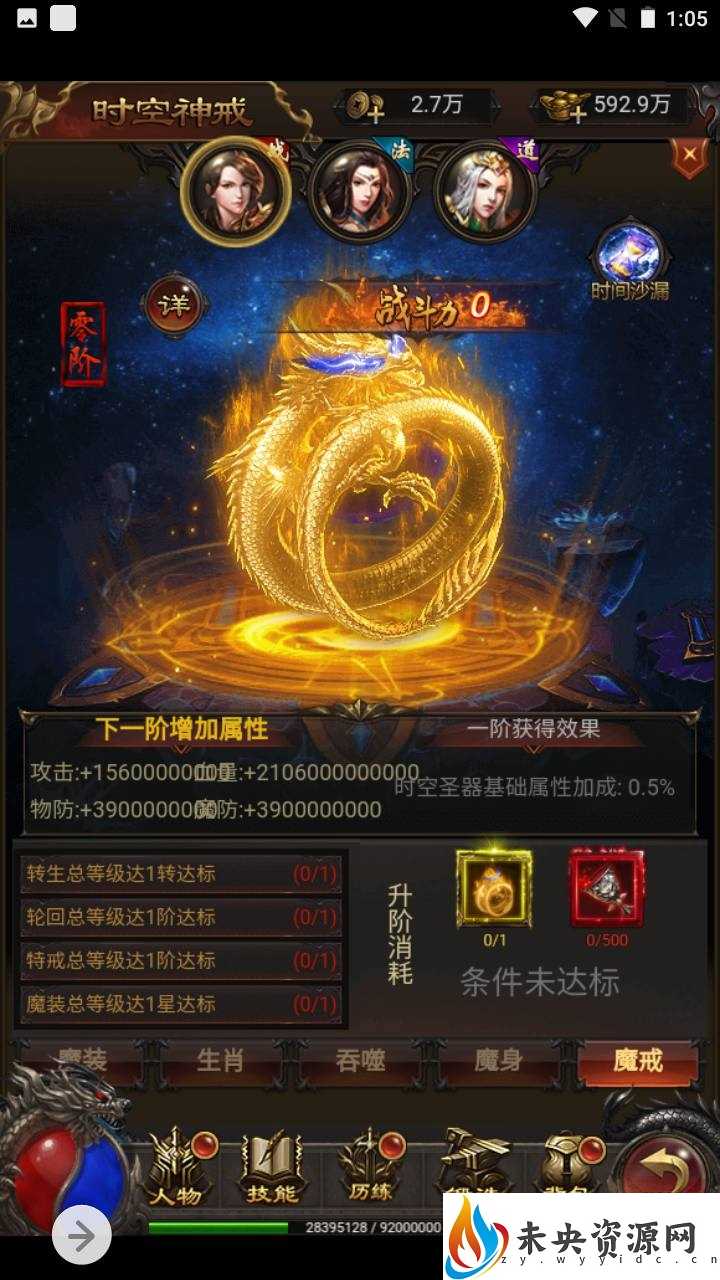 1:05
时空神戒
2.7万
592.9万
战
法
道
时间沙漏
详
战斗力 0
零阶
下一阶增加属性
一阶获得效果
血量:+2106000000000
时空圣器基础属性加成: 0.5%
物防:+3900000000
魔防:+3900000000
转生总等级达1转达标 (0/1)
轮回总等级达1阶达标 (0/1)
特戒总等级达1阶达标 (0/1)
魔装总等级达1星达标 (0/1)
升阶消耗
0/1
0/500
条件未达标
魔装
生肖
吞噬
魔身
魔戒
人物
技能
历练
28395128 / 92000000
未央资源网
zy.wyyidc.cn